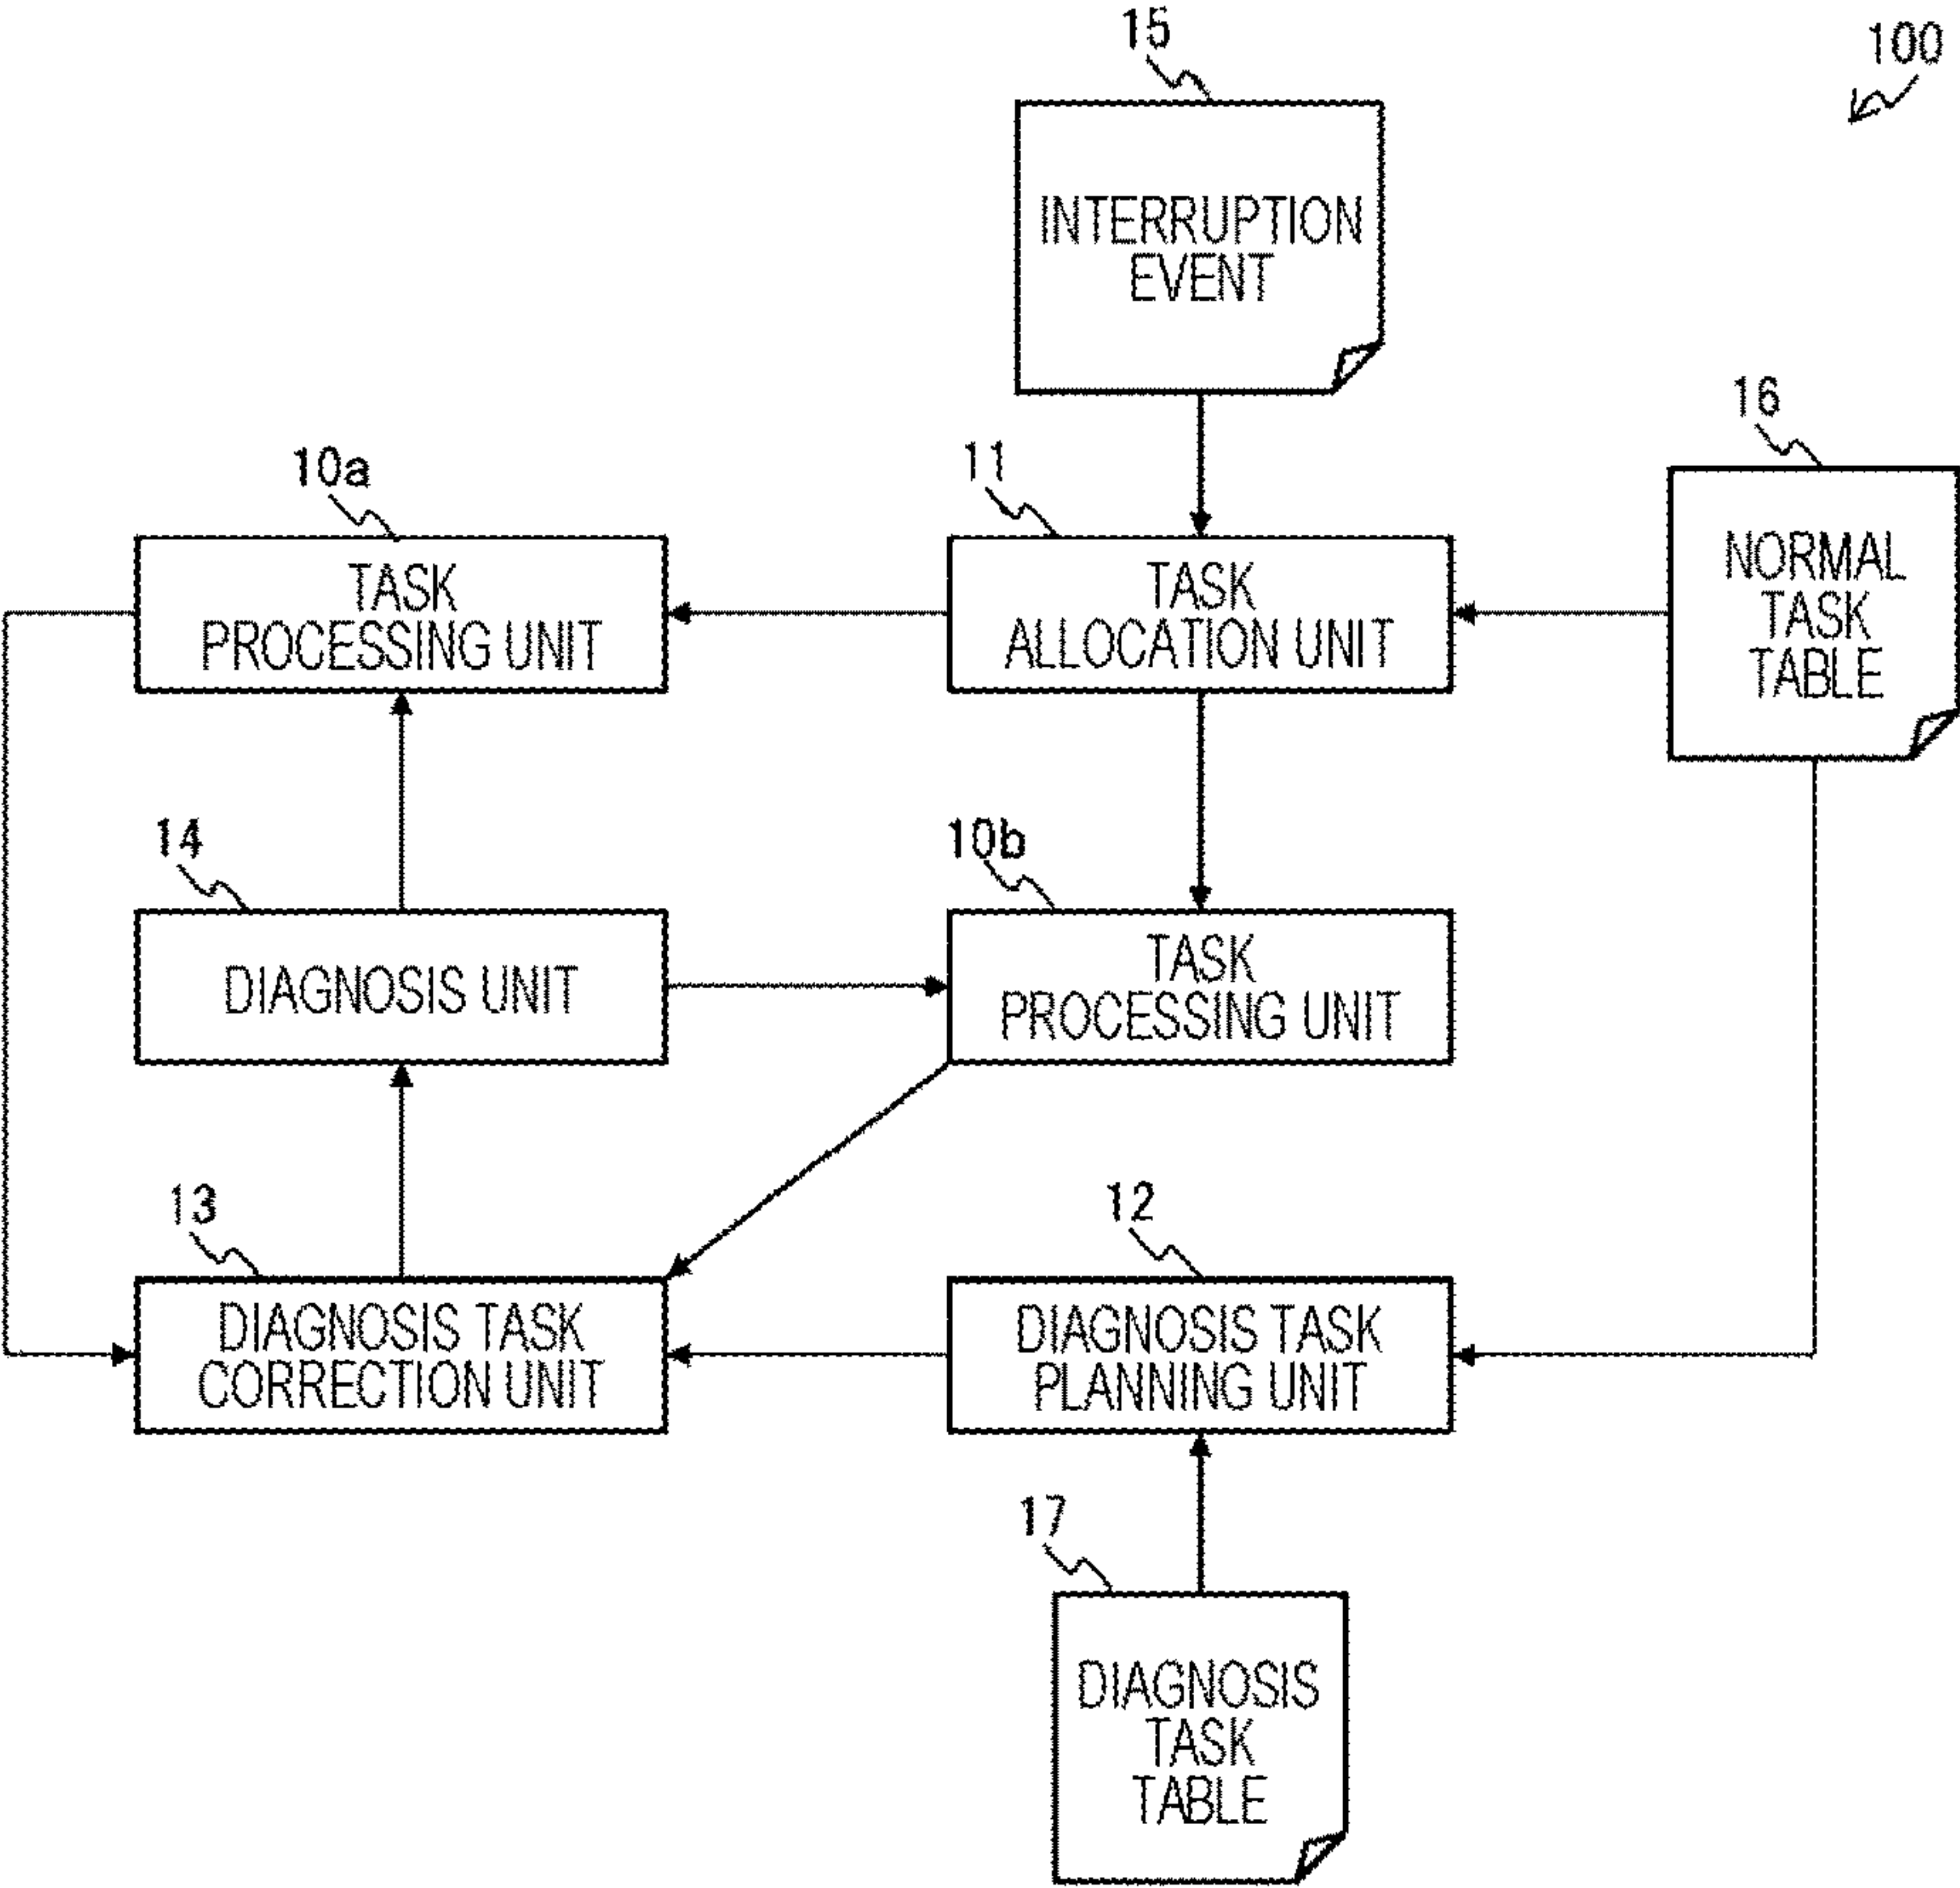 15
100
INTERRUPTION
EVENT
16
NORMAL
TASK
TABLE
10a
TASK
PROCESSING UNIT
11
TASK
ALLOCATION UNIT
14
DIAGNOSIS UNIT
10b
TASK
PROCESSING UNIT
13
DIAGNOSIS TASK
CORRECTION UNIT
12
DIAGNOSIS TASK
PLANNING UNIT
17
DIAGNOSIS
TASK
TABLE